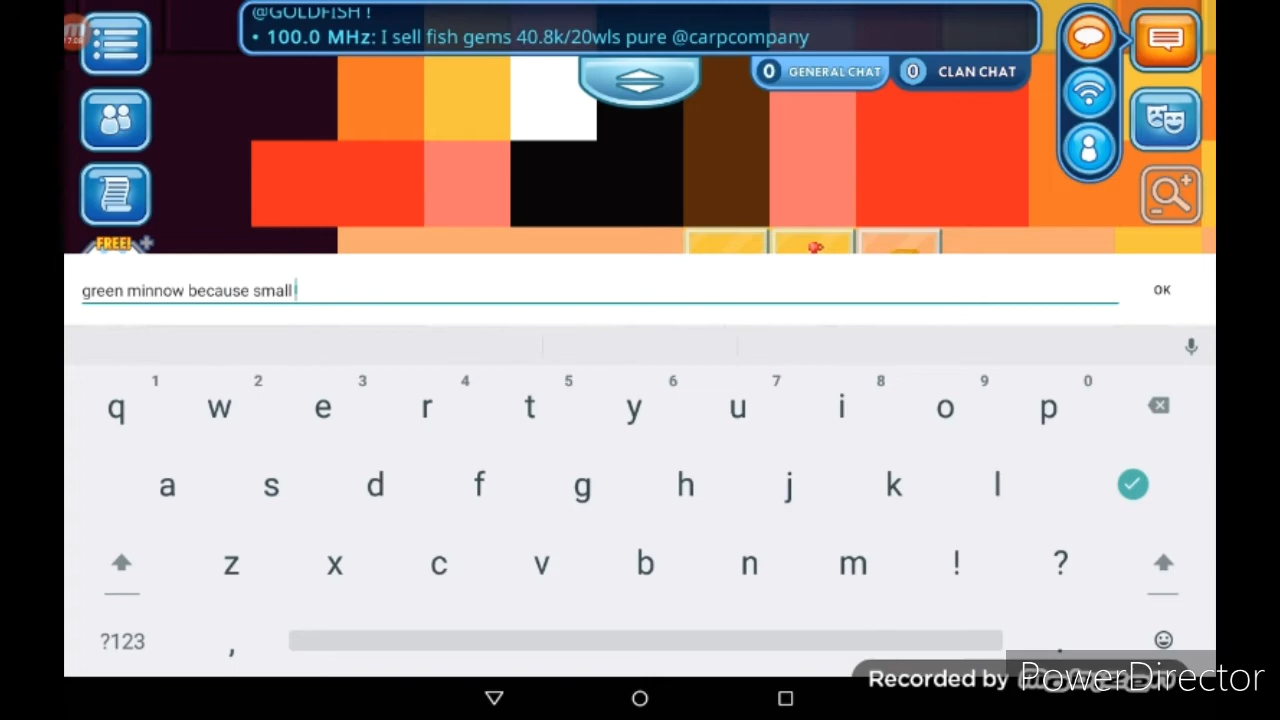 @GOLDFISH !
• 100.0 MHz: I sell fish gems 40.8k/20wls pure @carpcompany
0 GENERAL CHAT 0 CLAN CHAT
FREE!
green minnow because small
OK
1 2 3 4 5 6 7 8 9 0
q w e r t y u i o p
a s d f g h j k l
z x c v b n m ! ?
?123 , .
Recorded by
PowerDirector